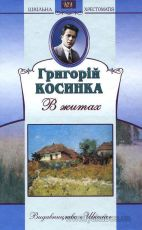 ШКІЛЬНА
ХРЕСТОМАТІЯ
Григорій
КОСИНКА
В житах
Видавництво «Школа»